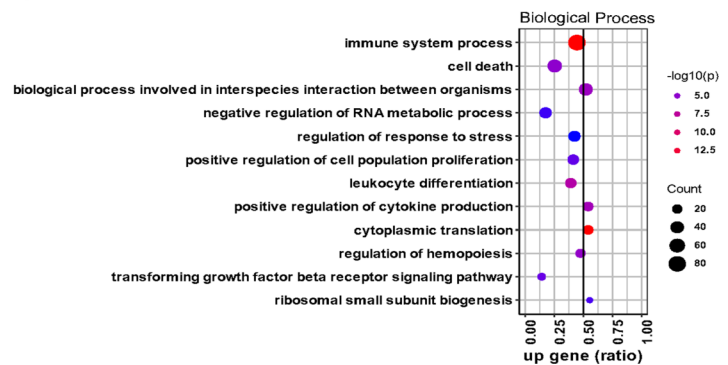 Biological Process
immune system process
cell death
biological process involved in interspecies interaction between organisms
negative regulation of RNA metabolic process
regulation of response to stress
positive regulation of cell population proliferation
leukocyte differentiation
positive regulation of cytokine production
cytoplasmic translation
regulation of hemopoiesis
transforming growth factor beta receptor signaling pathway
ribosomal small subunit biogenesis
0.00 0.25 0.50 0.75 1.00
up gene (ratio)
-log10(p)
5.0
7.5
10.0
12.5
Count
20
40
60
80